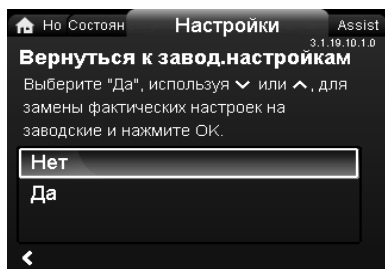 Но Состоян Настройки Assist
3.1.19.10.1.0
Вернуться к завод.настройкам
Выберите "Да", используя или , для
замены фактических настроек на
заводские и нажмите OK.
Нет
Да